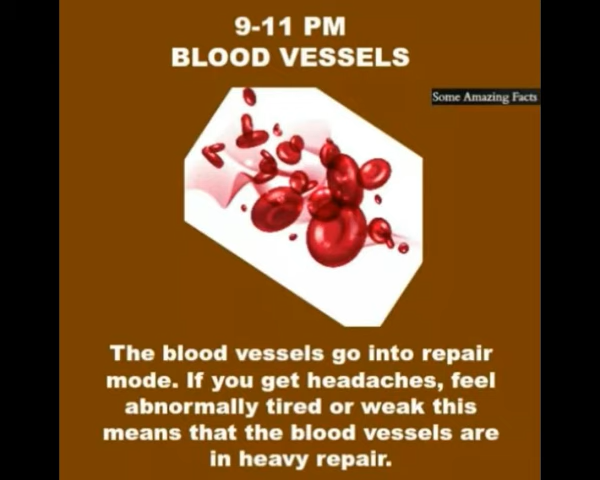 9-11 PM
BLOOD VESSELS
Some Amazing Facts
The blood vessels go into repair
mode. If you get headaches, feel
abnormally tired or weak this
means that the blood vessels are
in heavy repair.